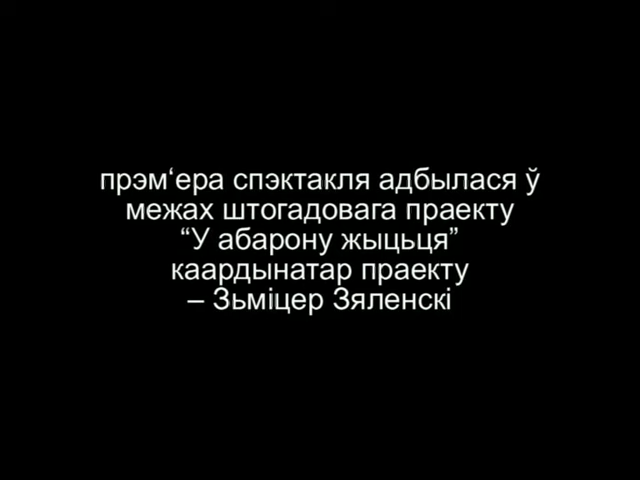 прэм‘ера спэктакля адбылася ў
межах штогадовага праекту
“У абарону жыцьця”
каардынатар праекту
– Зьміцер Зяленскі